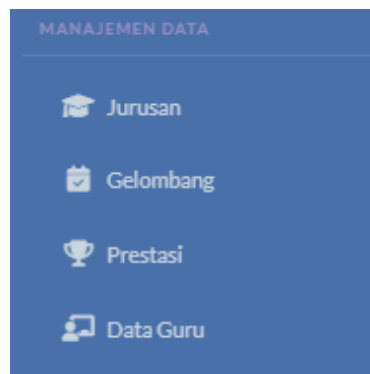 MANAJEMEN DATA
Jurusan
Gelombang
Prestasi
Data Guru